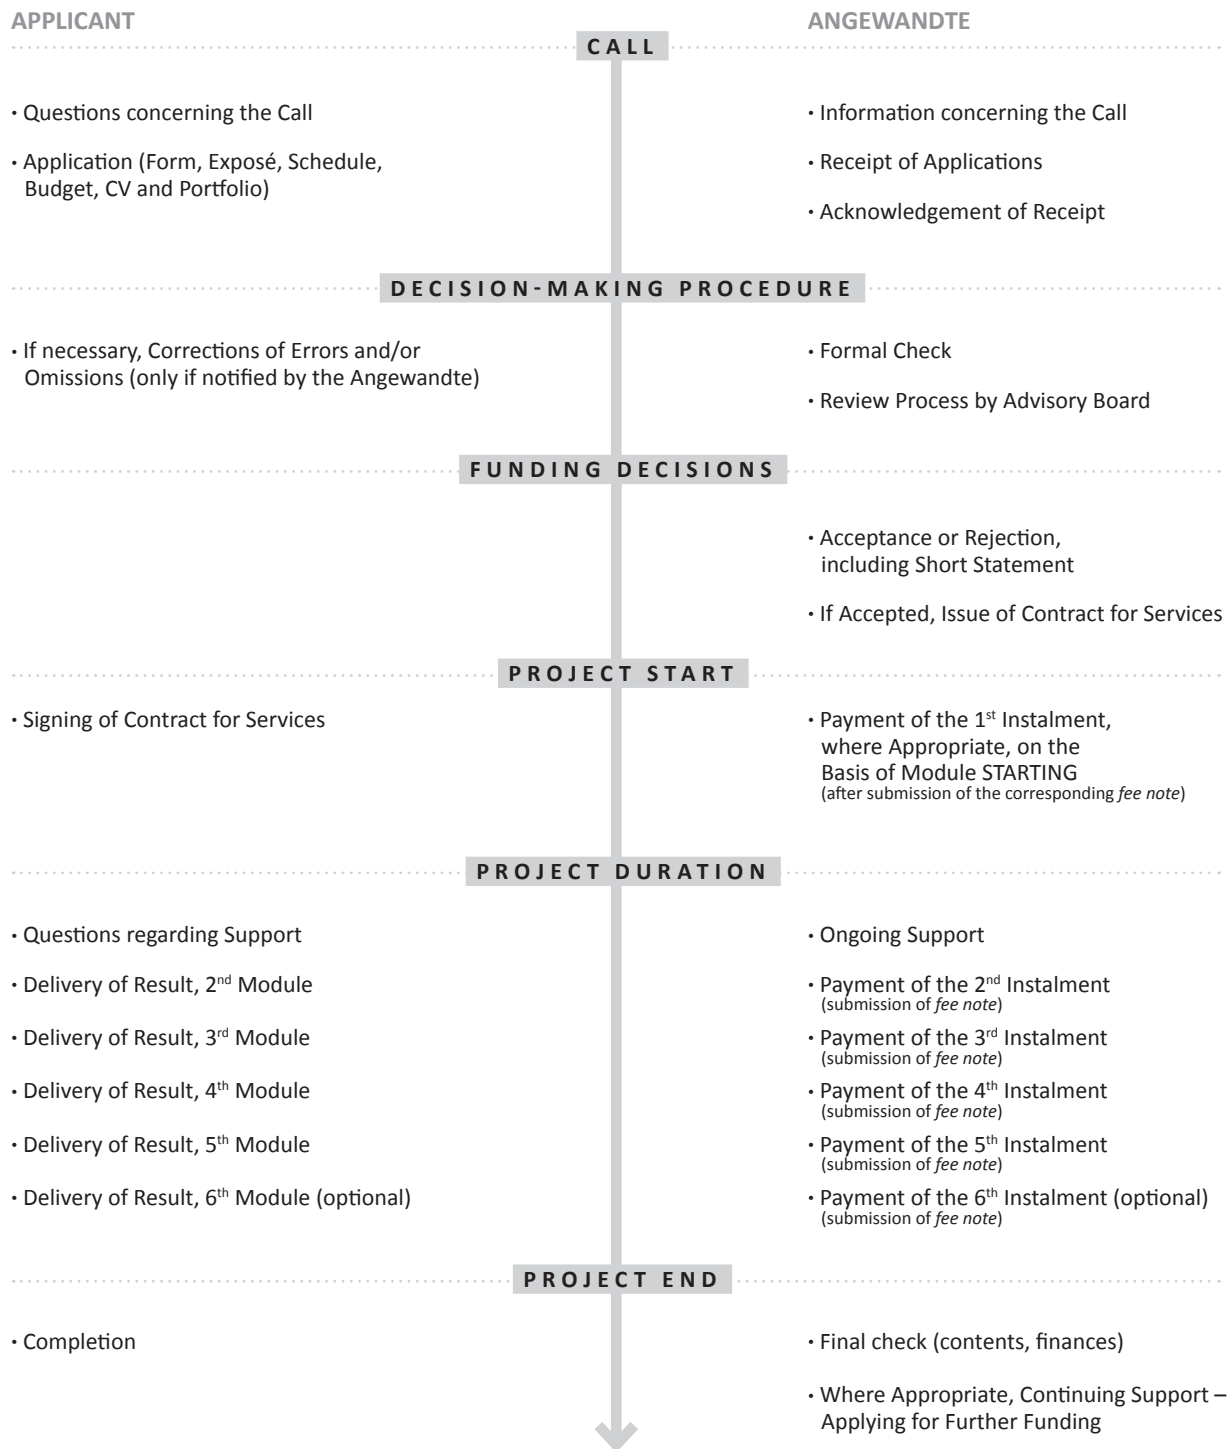 APPLICANT
ANGEWANDTE
CALL
· Questions concerning the Call
· Application (Form, Exposé, Schedule,
Budget, CV and Portfolio)
· Information concerning the Call
· Receipt of Applications
· Acknowledgement of Receipt
DECISION-MAKING PROCEDURE
· If necessary, Corrections of Errors and/or
Omissions (only if notified by the Angewandte)
· Formal Check
· Review Process by Advisory Board
FUNDING DECISIONS
· Acceptance or Rejection,
including Short Statement
· If Accepted, Issue of Contract for Services
PROJECT START
· Signing of Contract for Services
· Payment of the 1st Instalment,
where Appropriate, on the
Basis of Module STARTING
(after submission of the corresponding fee note)
PROJECT DURATION
· Questions regarding Support
· Delivery of Result, 2nd Module
· Delivery of Result, 3rd Module
· Delivery of Result, 4th Module
· Delivery of Result, 5th Module
· Delivery of Result, 6th Module (optional)
· Ongoing Support
· Payment of the 2nd Instalment
(submission of fee note)
· Payment of the 3rd Instalment
(submission of fee note)
· Payment of the 4th Instalment
(submission of fee note)
· Payment of the 5th Instalment
(submission of fee note)
· Payment of the 6th Instalment (optional)
(submission of fee note)
PROJECT END
· Completion
· Final check (contents, finances)
· Where Appropriate, Continuing Support –
Applying for Further Funding